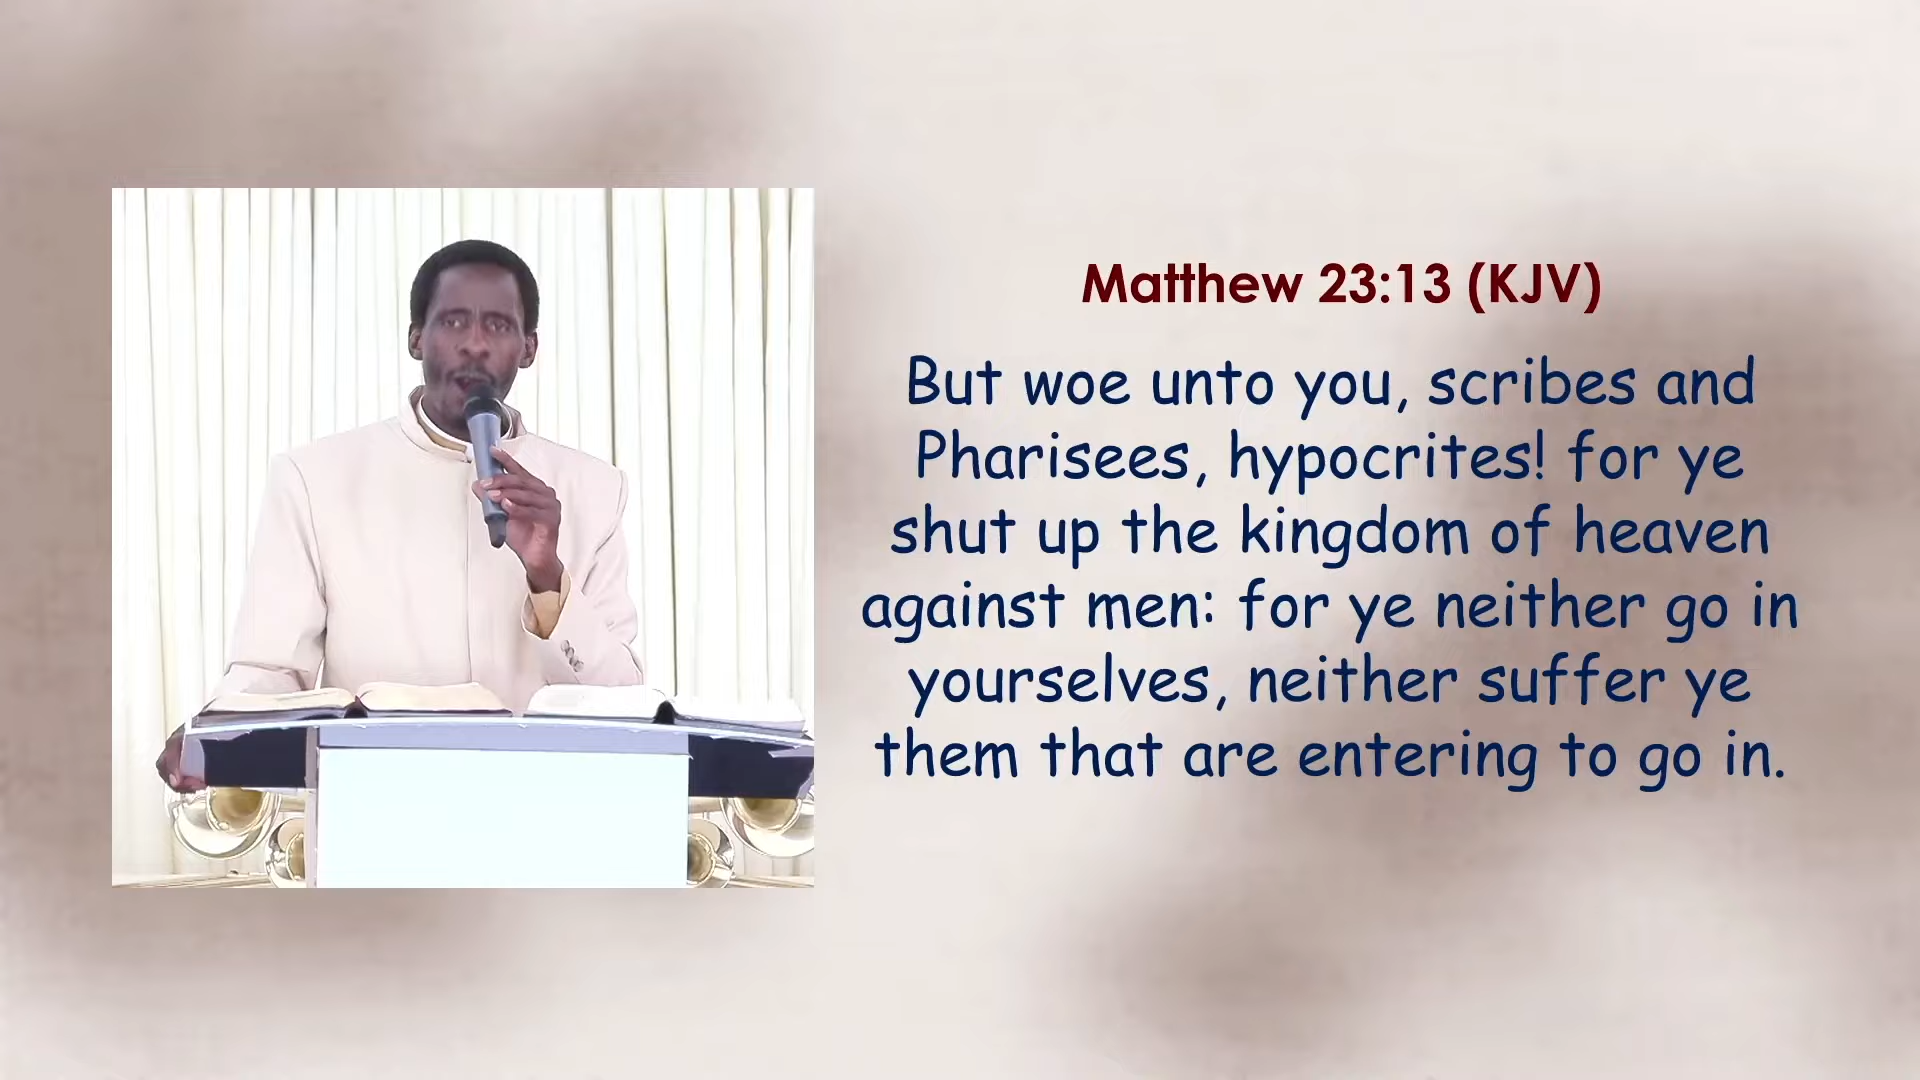 Matthew 23:13 (KJV)
But woe unto you, scribes and
Pharisees, hypocrites! for ye
shut up the kingdom of heaven
against men: for ye neither go in
yourselves, neither suffer ye
them that are entering to go in.